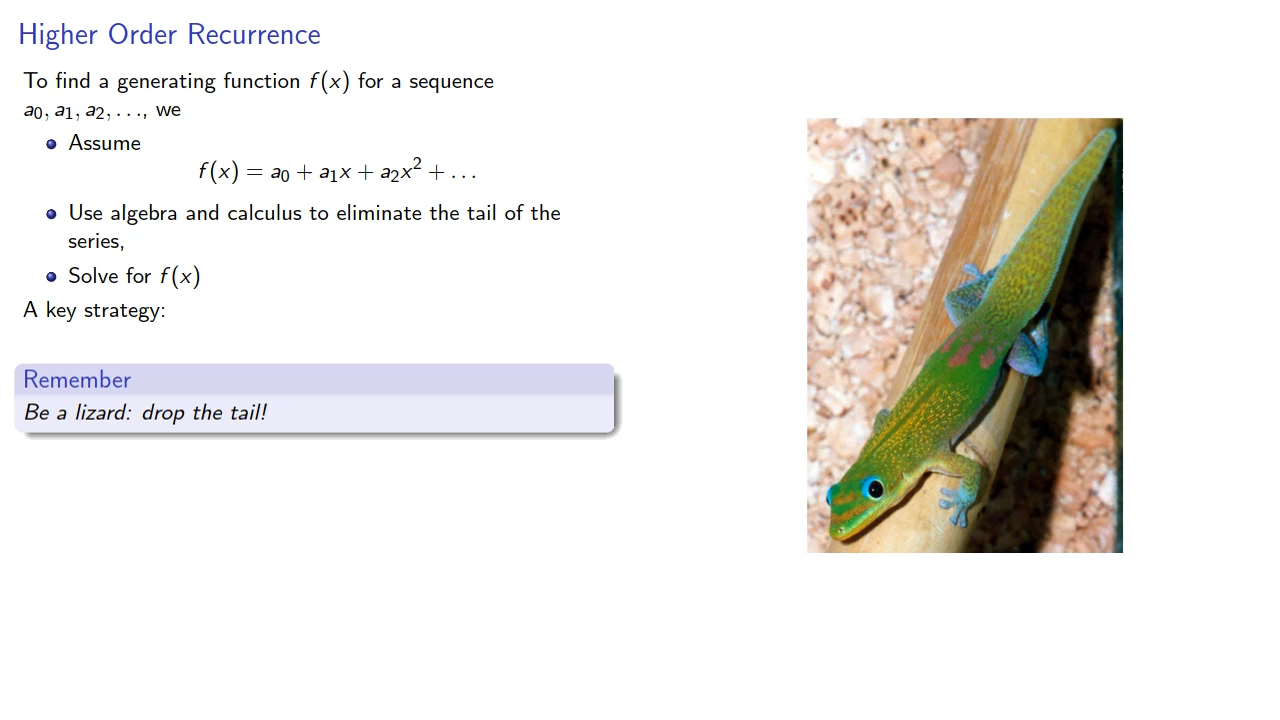 Higher Order Recurrence
To find a generating function f(x) for a sequence
a₀, a₁, a₂, . . ., we
Assume
f(x) = a₀ + a₁x + a₂x² + . . .
Use algebra and calculus to eliminate the tail of the
series,
Solve for f(x)
A key strategy:
Remember
Be a lizard: drop the tail!